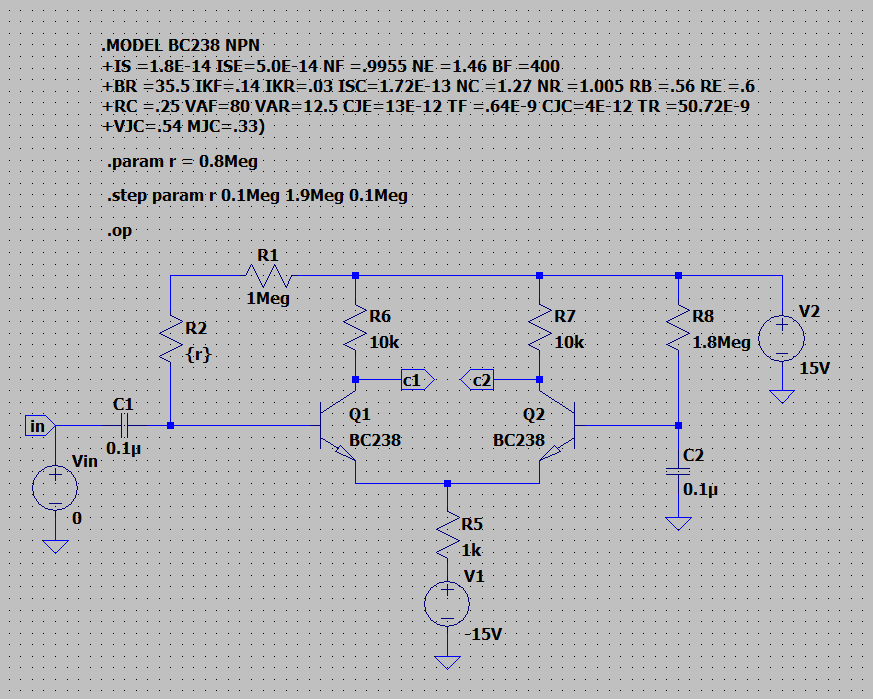 .MODEL BC238 NPN
+IS =1.8E-14 ISE=5.0E-14 NF =.9955 NE =1.46 BF =400
+BR =35.5 IKF=.14 IKR=.03 ISC=1.72E-13 NC =1.27 NR =1.005 RB =.56 RE =.6
+RC =.25 VAF=80 VAR=12.5 CJE=13E-12 TF =.64E-9 CJC=4E-12 TR =50.72E-9
+VJC=.54 MJC=.33)
.param r = 0.8Meg
.step param r 0.1Meg 1.9Meg 0.1Meg
.op
R1
1Meg
R2
{r}
R6
10k
R7
10k
R8
1.8Meg
V2
15V
c1
c2
C1
0.1µ
in
Vin
0
Q1
BC238
Q2
BC238
C2
0.1µ
R5
1k
V1
-15V